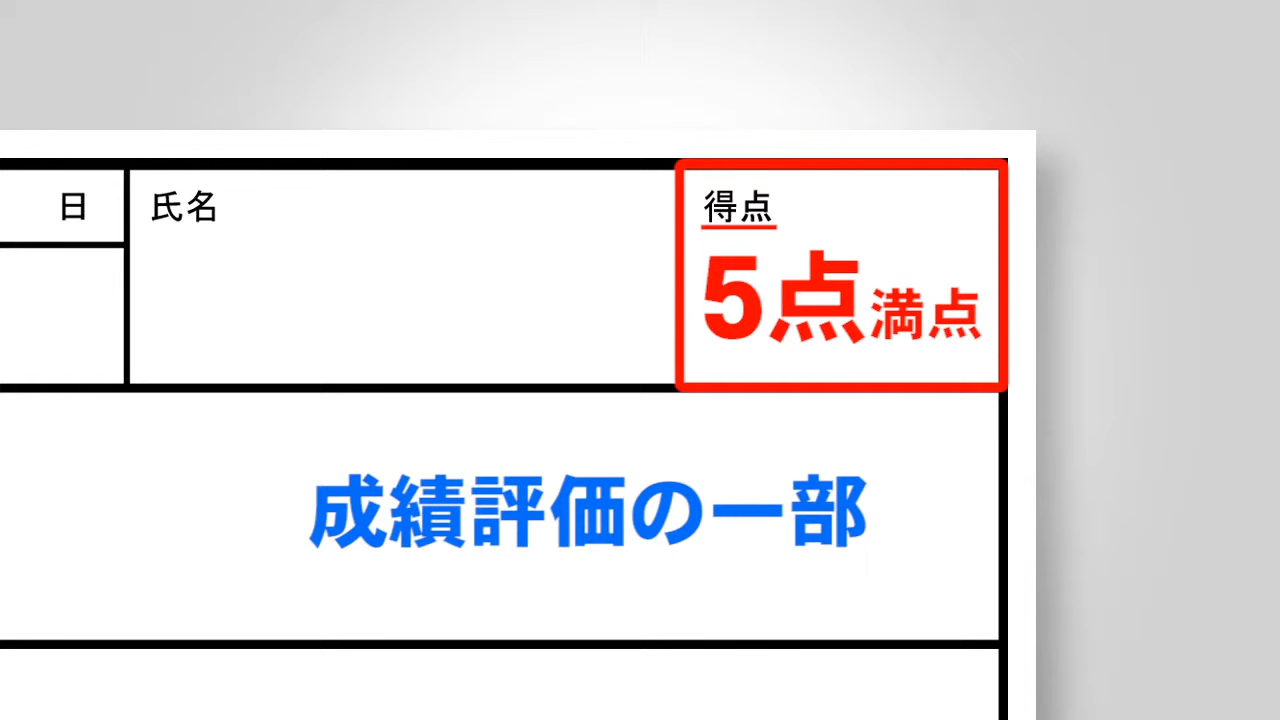 日
氏名
得点
5点満点
成績評価の一部